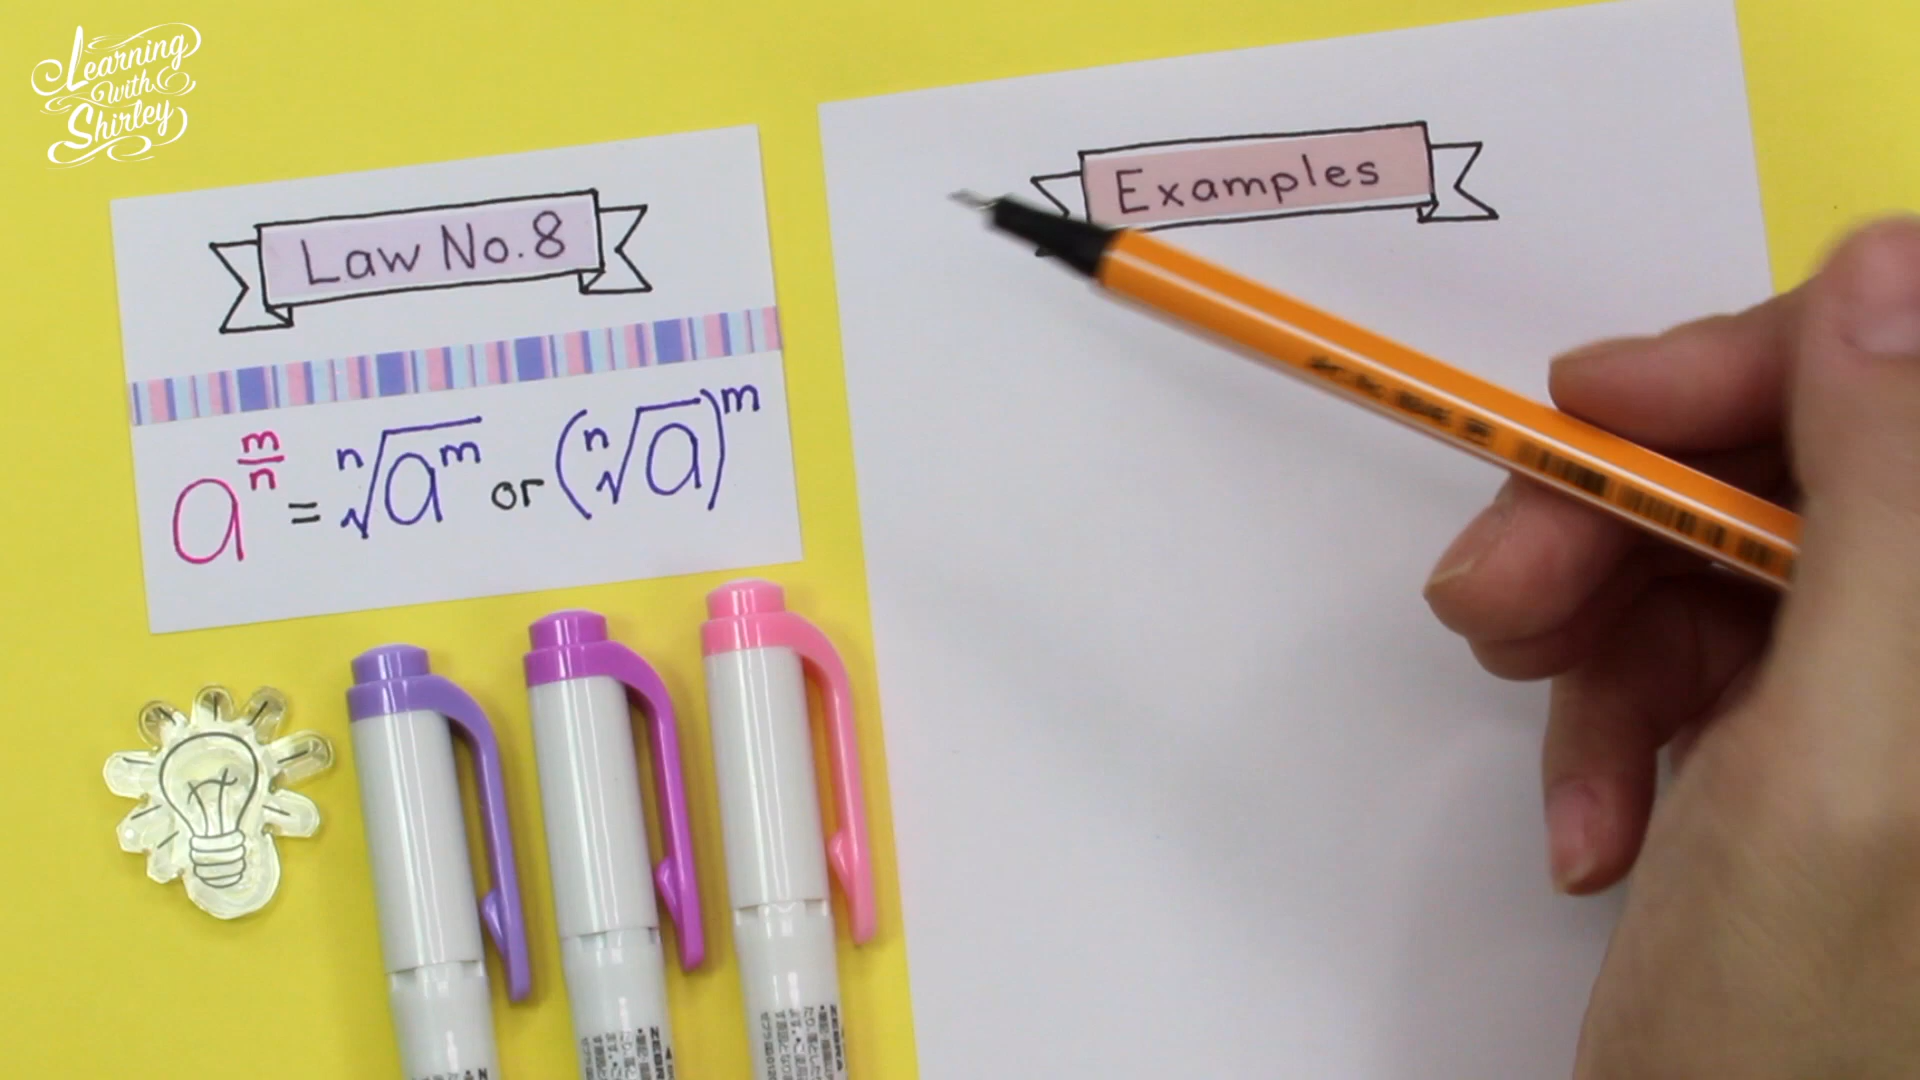 Learning
with
Shirley
Law No.8
a^(m/n) = ⁿ√(a^m) or (ⁿ√a)^m
Examples